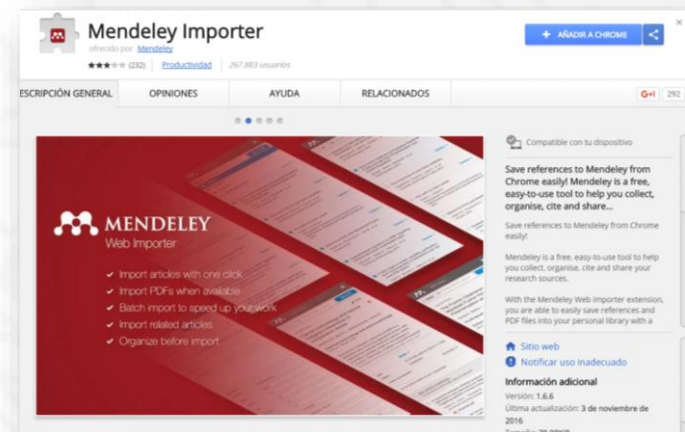 Mendeley Importer
ofrecido por Mendeley
(232) Productividad 267.883 usuarios
+ AÑADIR A CHROME
ESCRIPCIÓN GENERAL OPINIONES AYUDA RELACIONADOS
G+1 292
MENDELEY
Web Importer
✓ Import articles with one click
✓ Import PDFs when available
✓ Batch import to speed up your work
✓ Import related articles
✓ Organize before import
Compatible con tu dispositivo
Save references to Mendeley from
Chrome easily! Mendeley is a free,
easy-to-use tool to help you collect,
organise, cite and share...
Save references to Mendeley from Chrome
easily!
Mendeley is a free, easy-to-use tool to help
you collect, organise, cite and share your
research sources.
With the Mendeley Web Importer extension,
you are able to easily save references and
PDF files into your personal library with a
Sitio web
Notificar uso inadecuado
Información adicional
Versión: 1.6.6
Última actualización: 3 de noviembre de
2016